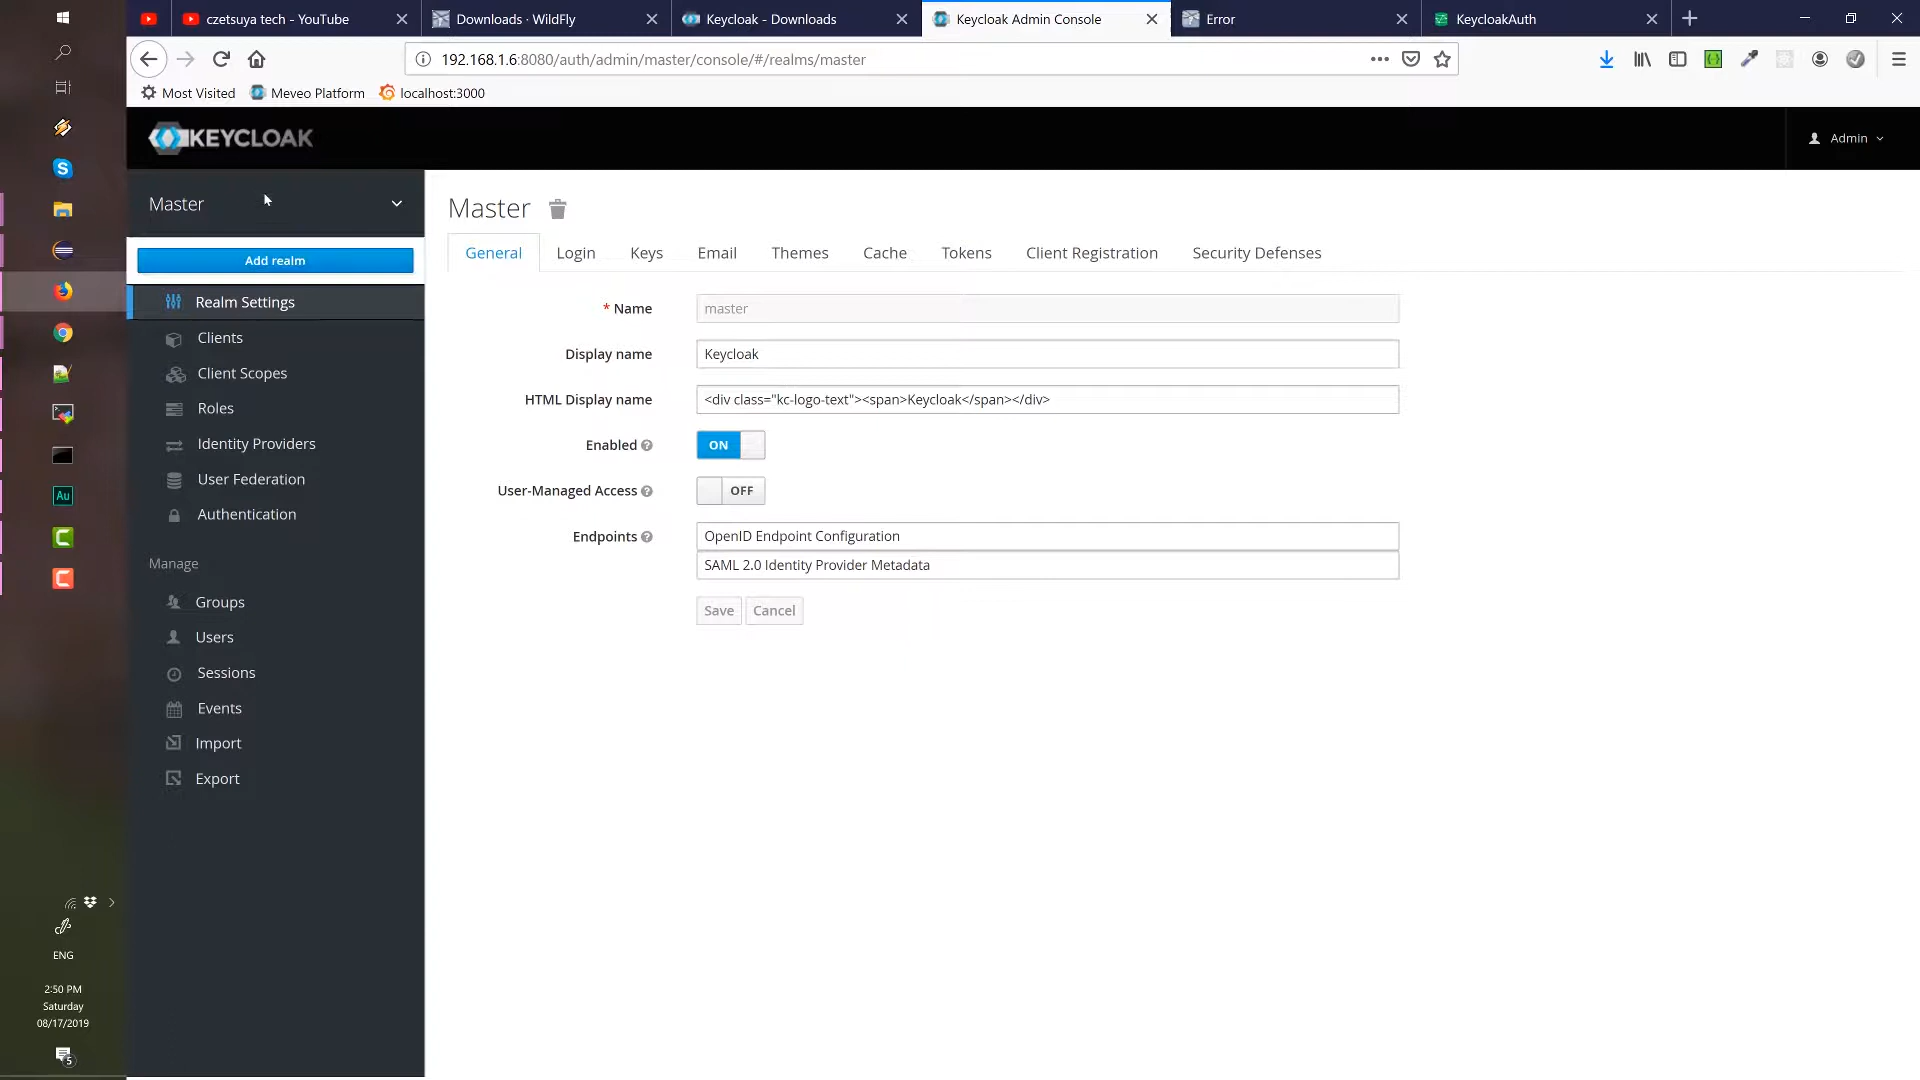 czetsuya tech - YouTube
Downloads · WildFly
Keycloak - Downloads
Keycloak Admin Console
Error
KeycloakAuth
192.168.1.6:8080/auth/admin/master/console/#/realms/master
Most Visited
Meveo Platform
localhost:3000
KEYCLOAK
Admin
Master
Add realm
Realm Settings
Clients
Client Scopes
Roles
Identity Providers
User Federation
Authentication
Manage
Groups
Users
Sessions
Events
Import
Export
Master
General
Login
Keys
Email
Themes
Cache
Tokens
Client Registration
Security Defenses
* Name
master
Display name
Keycloak
HTML Display name
<div class="kc-logo-text"><span>Keycloak</span></div>
Enabled
ON
User-Managed Access
OFF
Endpoints
OpenID Endpoint Configuration
SAML 2.0 Identity Provider Metadata
Save
Cancel
S
Au
ENG
2:50 PM
Saturday
08/17/2019
5